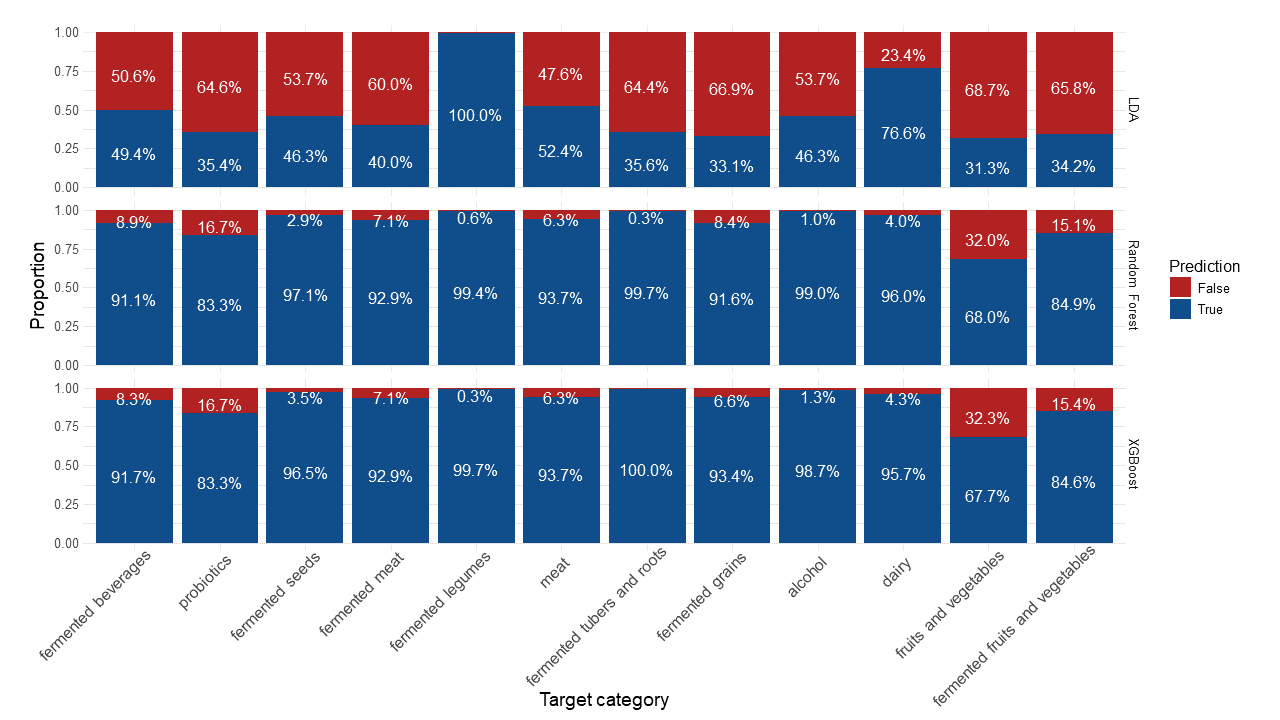 1.00
0.75
0.50
0.25
0.00
50.6% 64.6% 53.7% 60.0% 47.6% 64.4% 66.9% 53.7% 23.4% 68.7% 65.8%
49.4% 35.4% 46.3% 40.0% 100.0% 52.4% 35.6% 33.1% 46.3% 76.6% 31.3% 34.2%
LDA
1.00
0.75
0.50
0.25
0.00
8.9% 16.7% 2.9% 7.1% 0.6% 6.3% 0.3% 8.4% 1.0% 4.0% 32.0% 15.1%
91.1% 83.3% 97.1% 92.9% 99.4% 93.7% 99.7% 91.6% 99.0% 96.0% 68.0% 84.9%
Random Forest
1.00
0.75
0.50
0.25
0.00
8.3% 16.7% 3.5% 7.1% 0.3% 6.3% 6.6% 1.3% 4.3% 32.3% 15.4%
91.7% 83.3% 96.5% 92.9% 99.7% 93.7% 100.0% 93.4% 98.7% 95.7% 67.7% 84.6%
XGBoost
Proportion
fermented beverages
probiotics
fermented seeds
fermented meat
fermented legumes
meat
fermented tubers and roots
fermented grains
alcohol
dairy
fruits and vegetables
fermented fruits and vegetables
Target category
Prediction
False
True